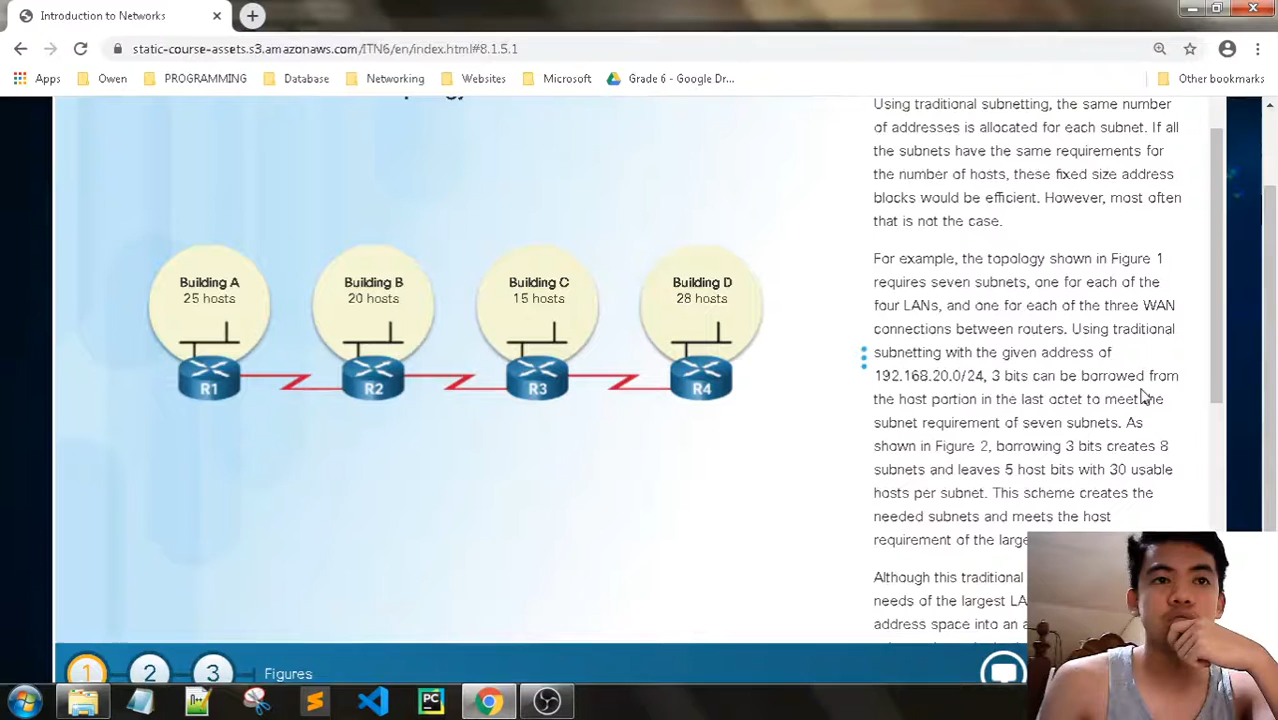 Introduction to Networks
static-course-assets.s3.amazonaws.com/ITN6/en/index.html#8.1.5.1
Apps
Owen
PROGRAMMING
Database
Networking
Websites
Microsoft
Grade 6 - Google Dr...
Other bookmarks
Building A
25 hosts
Building B
20 hosts
Building C
15 hosts
Building D
28 hosts
R1
R2
R3
R4
Using traditional subnetting, the same number
of addresses is allocated for each subnet. If all
the subnets have the same requirements for
the number of hosts, these fixed size address
blocks would be efficient. However, most often
that is not the case.
For example, the topology shown in Figure 1
requires seven subnets, one for each of the
four LANs, and one for each of the three WAN
connections between routers. Using traditional
subnetting with the given address of
192.168.20.0/24, 3 bits can be borrowed from
the host portion in the last octet to meet the
subnet requirement of seven subnets. As
shown in Figure 2, borrowing 3 bits creates 8
subnets and leaves 5 host bits with 30 usable
hosts per subnet. This scheme creates the
needed subnets and meets the host
requirement of the
Although this traditional
needs of the largest
address space into an
1
2
3
Figures
PC